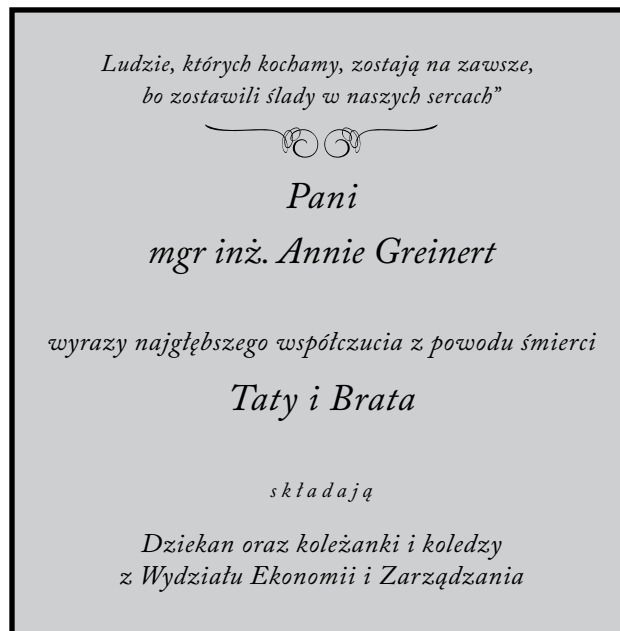 Ludzie, których kochamy, zostają na zawsze,
bo zostawili ślady w naszych sercach”
Pani
mgr inż. Annie Greinert
wyrazy najgłębszego współczucia z powodu śmierci
Taty i Brata
składają
Dziekan oraz koleżanki i koledzy
z Wydziału Ekonomii i Zarządzania